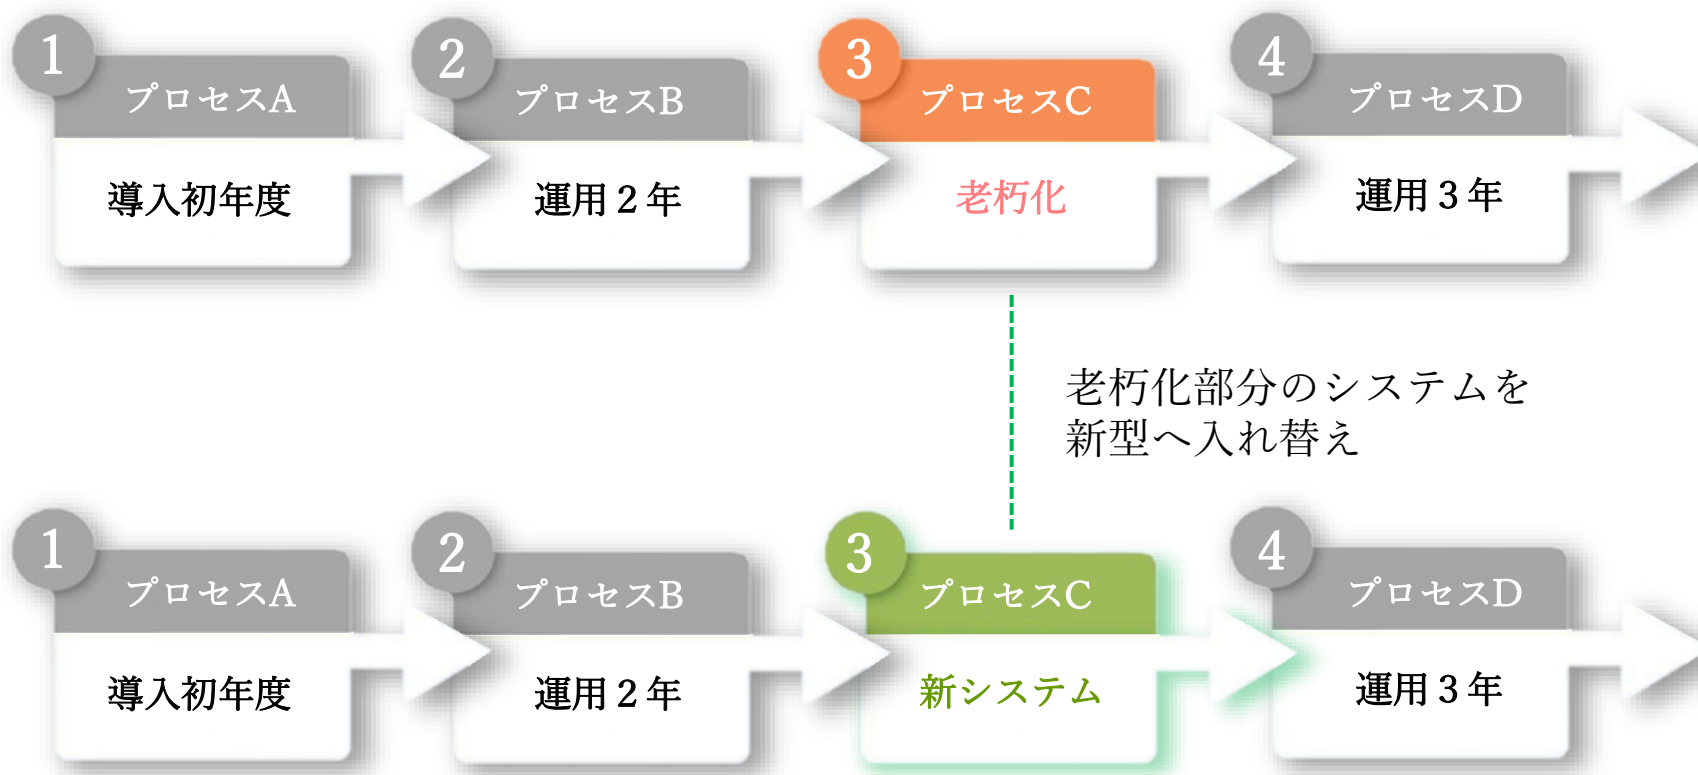 1
プロセスA
導入初年度
2
プロセスB
運用２年
3
プロセスC
老朽化
4
プロセスD
運用３年
老朽化部分のシステムを
新型へ入れ替え
1
プロセスA
導入初年度
2
プロセスB
運用２年
3
プロセスC
新システム
4
プロセスD
運用３年